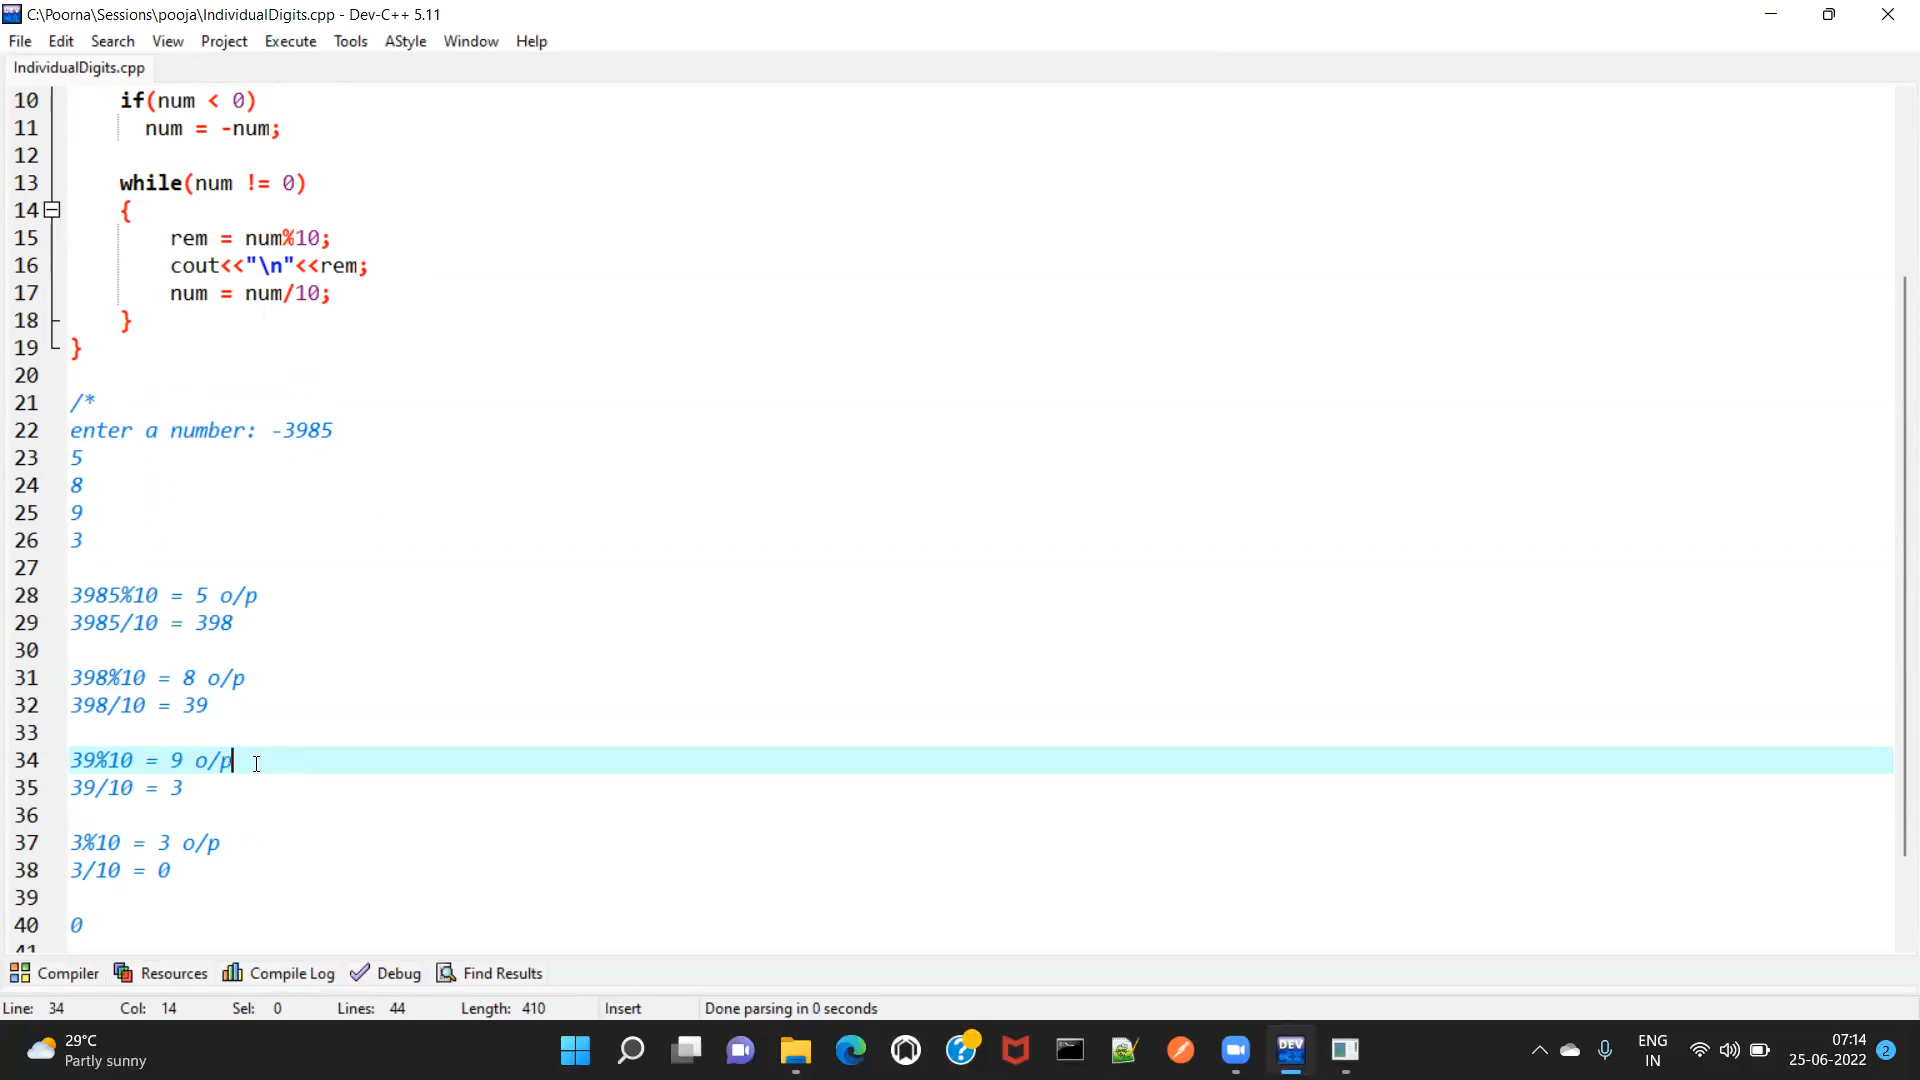 C:\Poorna\Sessions\pooja\IndividualDigits.cpp - Dev-C++ 5.11
File Edit Search View Project Execute Tools AStyle Window Help
IndividualDigits.cpp
10 if(num < 0)
11 num = -num;
12
13 while(num != 0)
14 {
15 rem = num%10;
16 cout<<"\n"<<rem;
17 num = num/10;
18 }
19 }
20
21 /*
22 enter a number: -3985
23 5
24 8
25 9
26 3
27
28 3985%10 = 5 o/p
29 3985/10 = 398
30
31 398%10 = 8 o/p
32 398/10 = 39
33
34 39%10 = 9 o/p
35 39/10 = 3
36
37 3%10 = 3 o/p
38 3/10 = 0
39
40 0
41
Compiler Resources Compile Log Debug Find Results
Line: 34 Col: 14 Sel: 0 Lines: 44 Length: 410 Insert Done parsing in 0 seconds
29°C
Partly sunny
DEV
ENG
IN
07:14
25-06-2022
2